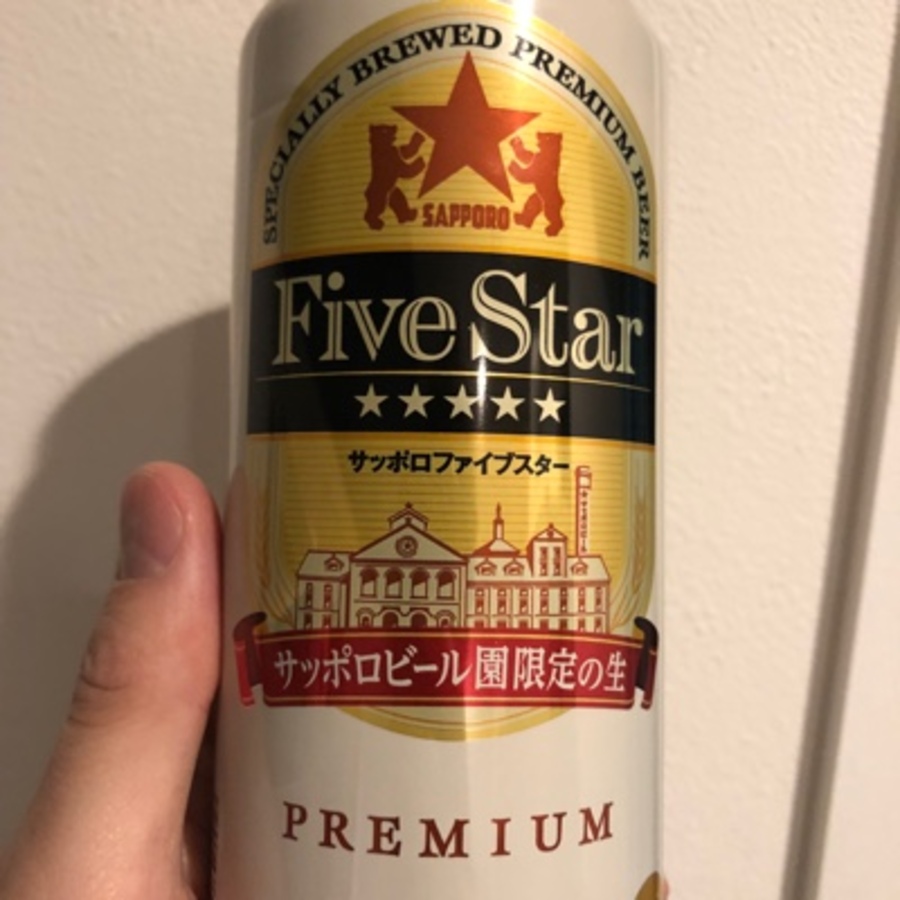 SPECIALLY BREWED PREMIUM BEER
SAPPORO
Five Star
サッポロファイブスター
サッポロビール園限定の生
PREMIUM